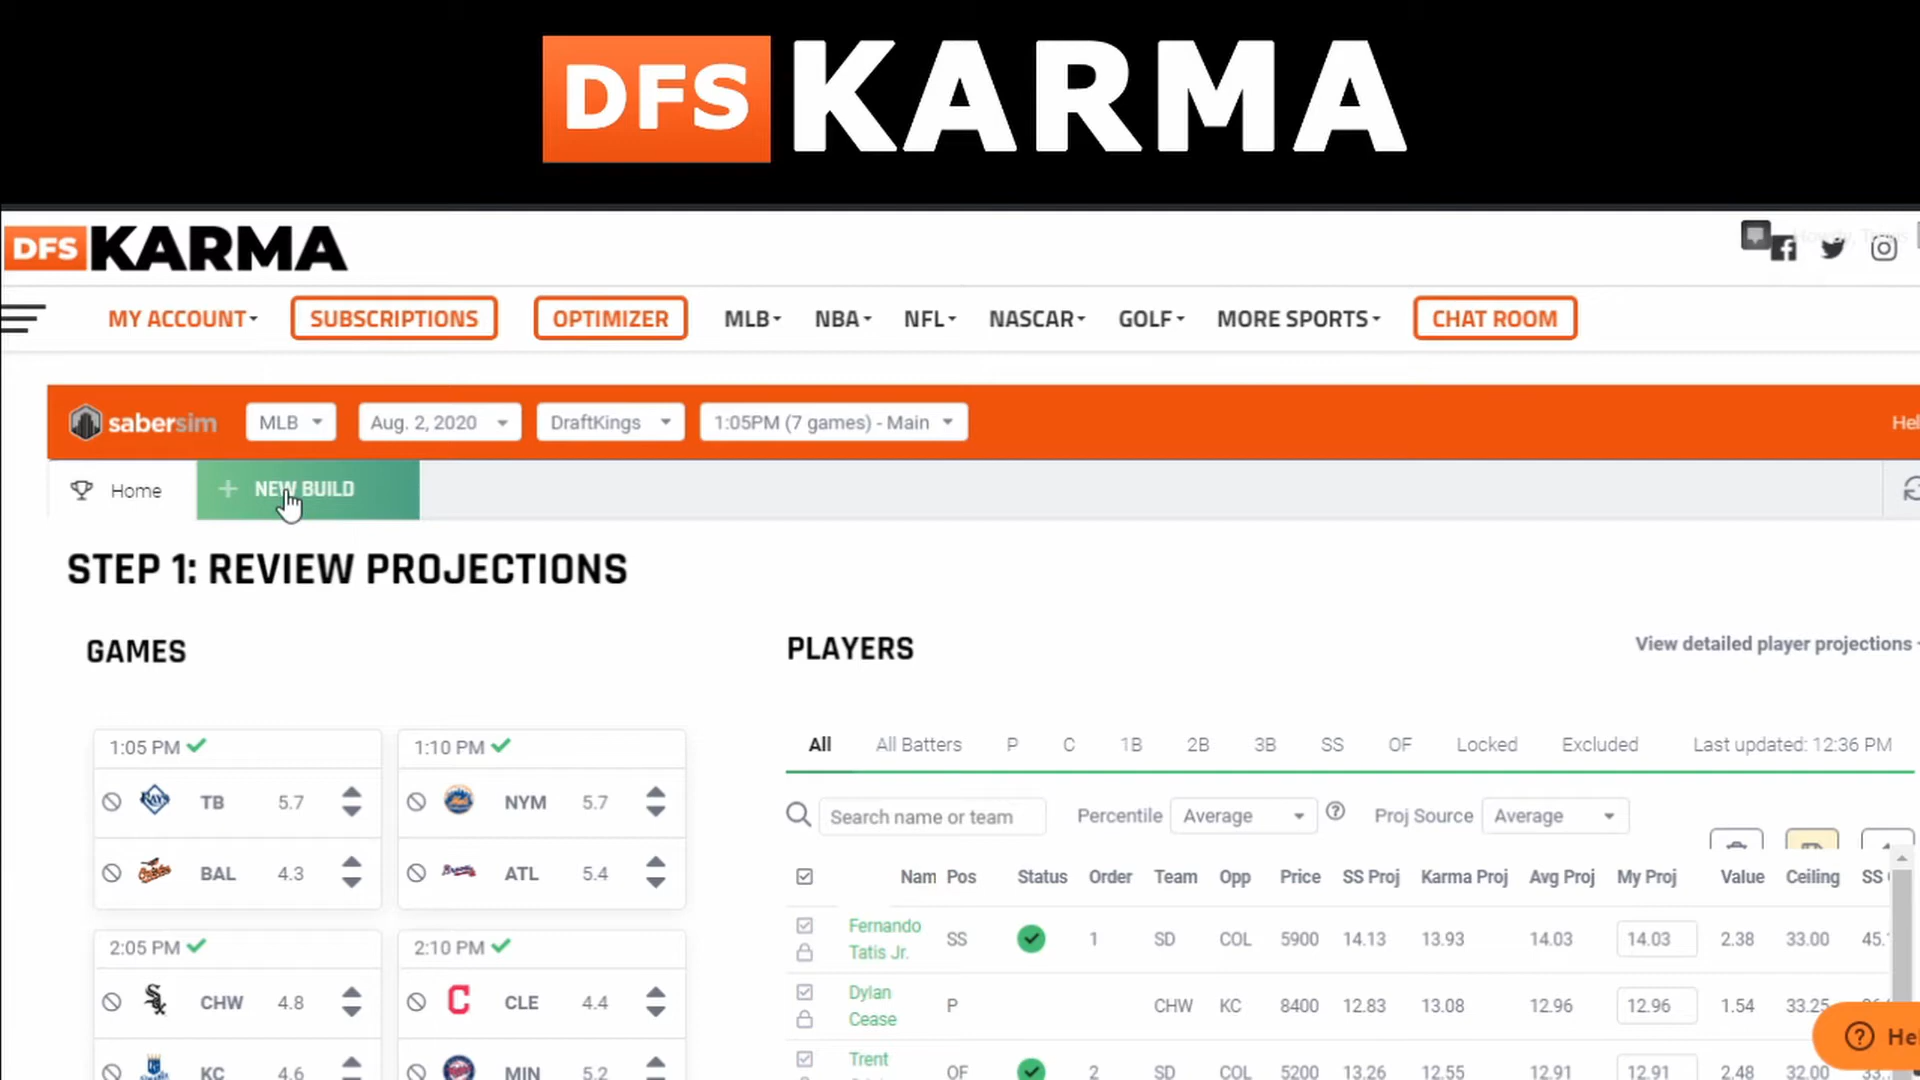 DFS KARMA
DFS KARMA
MY ACCOUNT SUBSCRIPTIONS OPTIMIZER MLB NBA NFL NASCAR GOLF MORE SPORTS CHAT ROOM
sabersim MLB Aug. 2, 2020 DraftKings 1:05PM (7 games) - Main Hel
Home + NEW BUILD
STEP 1: REVIEW PROJECTIONS
GAMES
1:05 PM 1:10 PM
TB 5.7 NYM 5.7
BAL 4.3 ATL 5.4
2:05 PM 2:10 PM
CHW 4.8 CLE 4.4
KC 4.6 MIN 5.2
PLAYERS
View detailed player projections
All All Batters P C 1B 2B 3B SS OF Locked Excluded Last updated: 12:36 PM
Search name or team Percentile Average Proj Source Average
Nam Pos Status Order Team Opp Price SS Proj Karma Proj Avg Proj My Proj Value Ceiling SS
Fernando Tatis Jr. SS 1 SD COL 5900 14.13 13.93 14.03 14.03 2.38 33.00 45.
Dylan Cease P CHW KC 8400 12.83 13.08 12.96 12.96 1.54 33.25
Trent OF 2 SD COL 5200 13.26 12.55 12.91 12.91 2.48 32.00
Hel